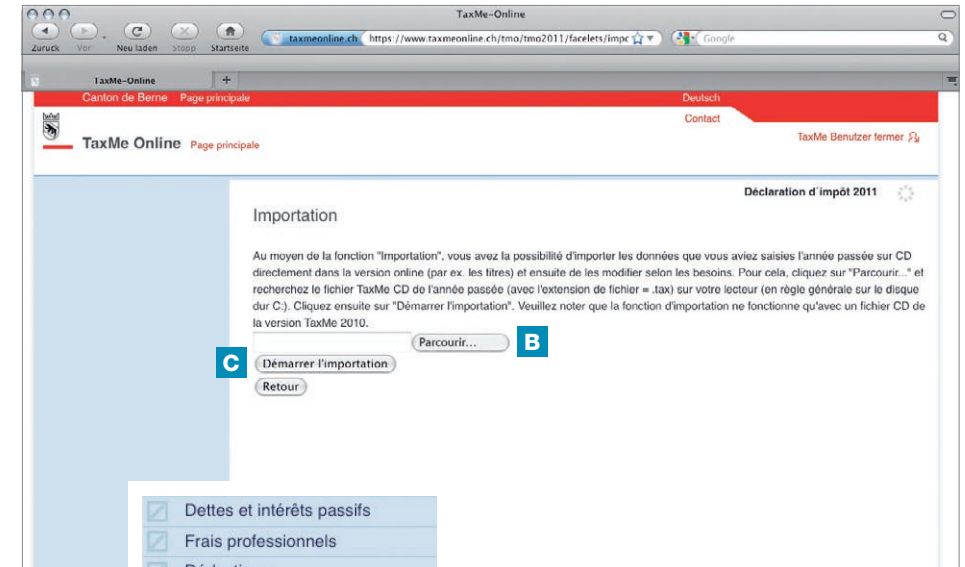 TaxMe-Online
Zurück Vor Neu laden Stopp Startseite
taxmeonline.ch https://www.taxmeonline.ch/tmo/tmo2011/facelets/impc Google
TaxMe-Online +
Canton de Berne Page principale Deutsch
Contact
TaxMe Online Page principale
TaxMe Benutzer fermer
Déclaration d´impôt 2011
Importation
Au moyen de la fonction "Importation", vous avez la possibilité d'importer les données que vous aviez saisies l'année passée sur CD
directement dans la version online (par ex. les titres) et ensuite de les modifier selon les besoins. Pour cela, cliquez sur "Parcourir..." et
recherchez le fichier TaxMe CD de l'année passée (avec l'extension de fichier = .tax) sur votre lecteur (en règle générale sur le disque
dur C:). Cliquez ensuite sur "Démarrer l'importation". Veuillez noter que la fonction d'importation ne fonctionne qu'avec un fichier CD de
la version TaxMe 2010.
Parcourir... B
C Démarrer l'importation
Retour
Dettes et intérêts passifs
Frais professionnels